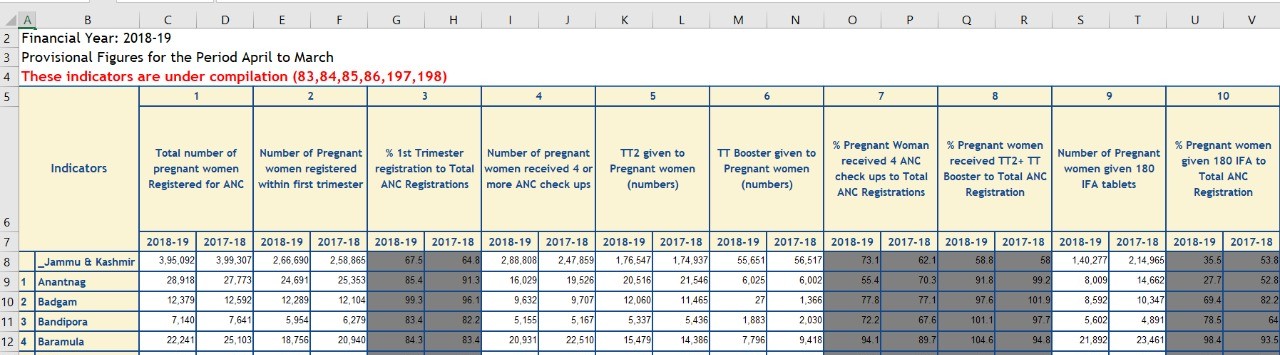 A B C D E F G H I J K L M N O P Q R S T U V
2 Financial Year: 2018-19
3 Provisional Figures for the Period April to March
4 These indicators are under compilation (83,84,85,86,197,198)
5 1 2 3 4 5 6 7 8 9 10
6 Indicators
Total number of
pregnant women
Registered for ANC
Number of Pregnant
women registered
within first trimester
% 1st Trimester
registration to Total
ANC Registrations
Number of pregnant
women received 4 or
more ANC check ups
TT2 given to
Pregnant women
(numbers)
TT Booster given to
Pregnant women
(numbers)
% Pregnant Woman
received 4 ANC
check ups to Total
ANC Registrations
% Pregnant women
received TT2+ TT
Booster to Total ANC
Registration
Number of Pregnant
women given 180
IFA tablets
% Pregnant women
given 180 IFA to
Total ANC
Registration
7 2018-19 2017-18 2018-19 2017-18 2018-19 2017-18 2018-19 2017-18 2018-19 2017-18 2018-19 2017-18 2018-19 2017-18 2018-19 2017-18 2018-19 2017-18 2018-19 2017-18
8 _Jammu & Kashmir 3,95,092 3,99,307 2,66,690 2,58,865 67.5 64.8 2,88,808 2,47,859 1,76,547 1,74,937 55,651 56,517 73.1 62.1 58.8 58 1,40,277 2,14,965 35.5 53.8
9 1 Anantnag 28,918 27,773 24,691 25,353 85.4 91.3 16,029 19,528 20,516 21,546 6,025 6,002 55.4 70.3 91.8 99.2 8,009 14,662 27.7 52.8
10 2 Badgam 12,379 12,592 12,289 12,104 99.3 96.1 9,632 9,707 12,060 11,465 27 1,366 77.8 77.1 97.6 101.9 8,592 10,347 69.4 82.2
11 3 Bandipora 7,140 7,641 5,954 6,279 83.4 82.2 5,155 5,167 5,337 5,436 1,883 2,030 72.2 67.6 101.1 97.7 5,602 4,891 78.5 64
12 4 Baramula 22,241 25,103 18,756 20,940 84.3 83.4 20,931 22,510 15,479 14,386 7,796 9,418 94.1 89.7 104.6 94.8 21,892 23,461 98.4 93.5